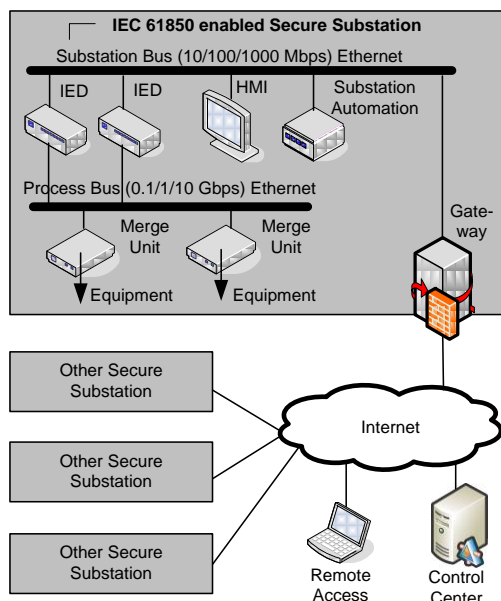 IEC 61850 enabled Secure Substation
Substation Bus (10/100/1000 Mbps) Ethernet
IED
IED
HMI
Substation
Automation
Process Bus (0.1/1/10 Gbps) Ethernet
Merge
Unit
Merge
Unit
Gate-
way
Equipment
Equipment
Other Secure
Substation
Other Secure
Substation
Other Secure
Substation
Internet
Remote
Access
Control
Center